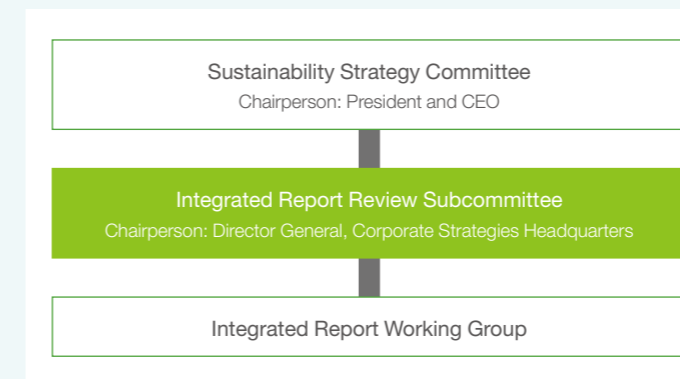 Sustainability Strategy Committee
Chairperson: President and CEO
Integrated Report Review Subcommittee
Chairperson: Director General, Corporate Strategies Headquarters
Integrated Report Working Group